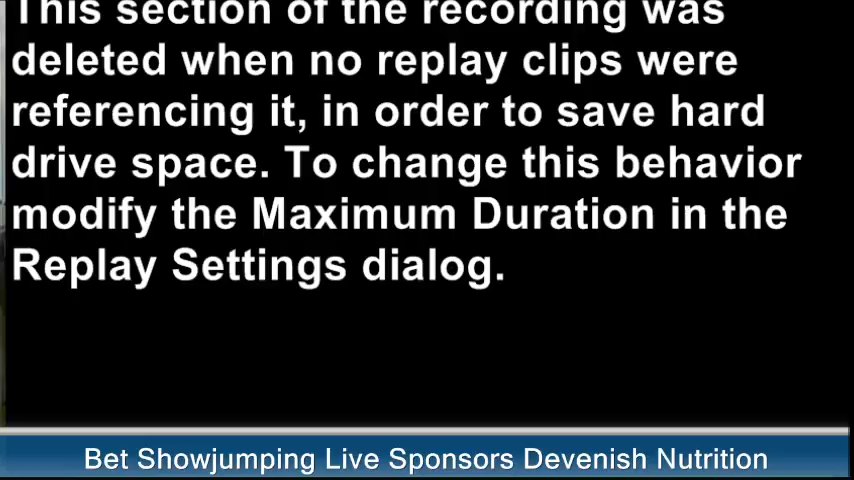 This section of the recording was
deleted when no replay clips were
referencing it, in order to save hard
drive space. To change this behavior
modify the Maximum Duration in the
Replay Settings dialog.
Bet Showjumping Live Sponsors Devenish Nutrition